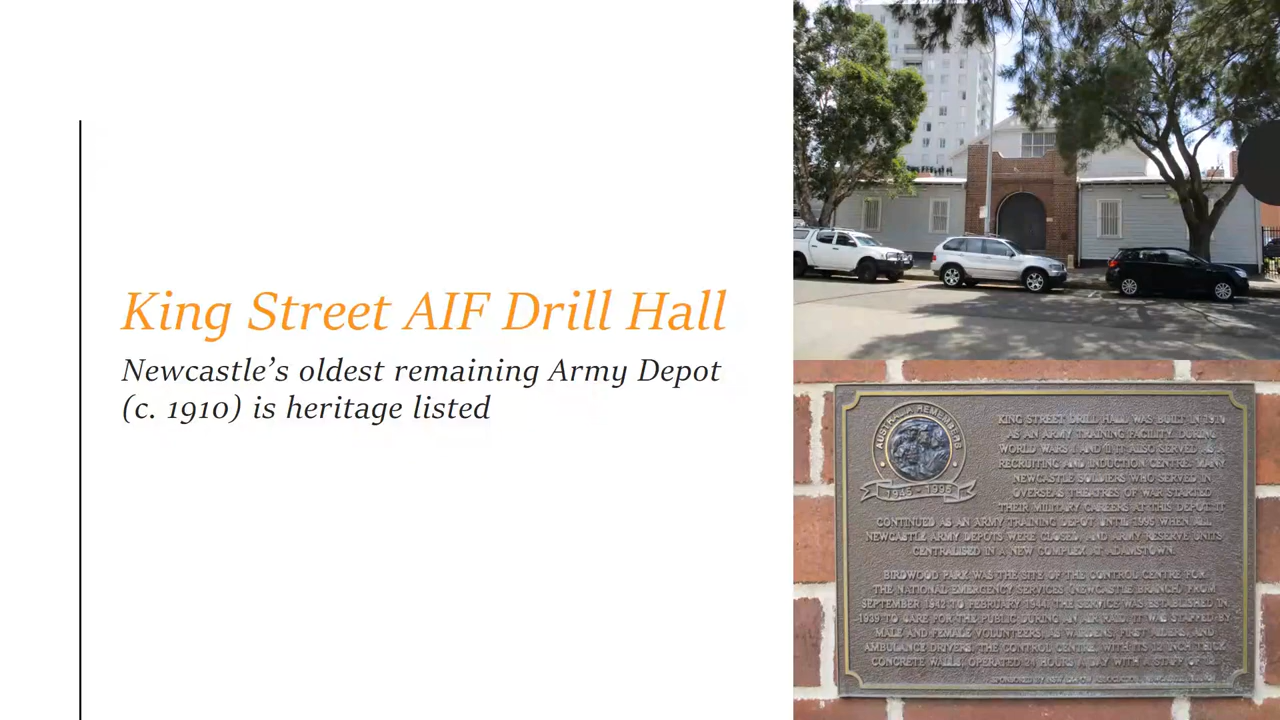 King Street AIF Drill Hall
Newcastle's oldest remaining Army Depot
(c. 1910) is heritage listed
AUSTRALIA REMEMBERS
1945 - 1995
KING STREET DRILL HALL WAS BUILT IN 1910
AS AN ARMY TRAINING FACILITY. DURING
WORLD WARS I AND II IT ALSO SERVED AS A
RECRUITING AND INDUCTION CENTRE. MANY
NEWCASTLE SOLDIERS WHO SERVED IN
OVERSEAS THEATRES OF WAR STARTED
THEIR MILITARY CAREERS AT THIS DEPOT. IT
CONTINUED AS AN ARMY TRAINING DEPOT UNTIL 1995 WHEN ALL
NEWCASTLE ARMY DEPOTS WERE CLOSED, AND ARMY RESERVE UNITS
CENTRALISED IN A NEW COMPLEX AT ADAMSTOWN.
BIRDWOOD PARK WAS THE SITE OF THE CONTROL CENTRE FOR
THE NATIONAL EMERGENCY SERVICES (NEWCASTLE BRANCH) FROM
SEPTEMBER 1942 TO FEBRUARY 1944. THE SERVICE WAS ESTABLISHED IN
1939 TO CARE FOR THE PUBLIC DURING AN AIR RAID. IT WAS STAFFED BY
MALE AND FEMALE VOLUNTEERS, AS WARDENS, FIRST AIDERS, AND
AMBULANCE DRIVERS. THE CONTROL CENTRE, WITH ITS 12 INCH THICK
CONCRETE WALLS, OPERATED 24 HOURS A DAY WITH A STAFF OF
SPONSORED BY